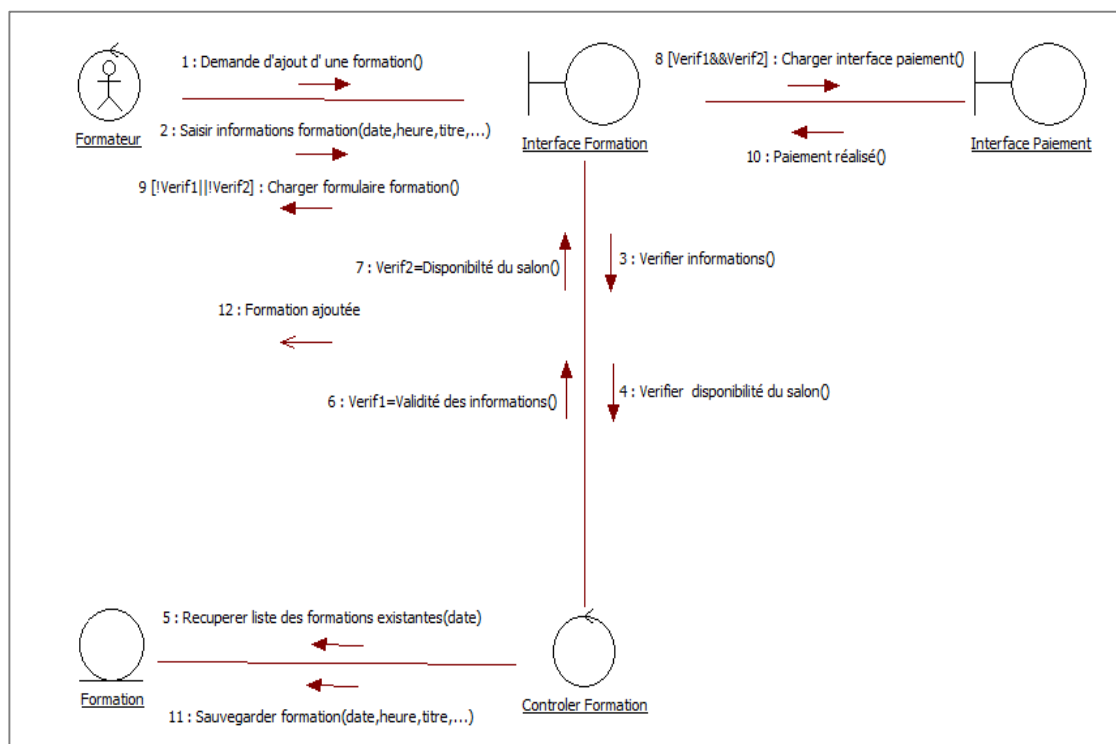 1 : Demande d'ajout d' une formation()
8 [Verif1&&Verif2] : Charger interface paiement()
Formateur
2 : Saisir informations formation(date,heure,titre,...)
Interface Formation
Interface Paiement
10 : Paiement réalisé()
9 [!Verif1||!Verif2] : Charger formulaire formation()
7 : Verif2=Disponibilté du salon()
3 : Verifier informations()
12 : Formation ajoutée
6 : Verif1=Validité des informations()
4 : Verifier  disponibilité du salon()
5 : Recuperer liste des formations existantes(date)
Formation
Controler Formation
11 : Sauvegarder formation(date,heure,titre,...)